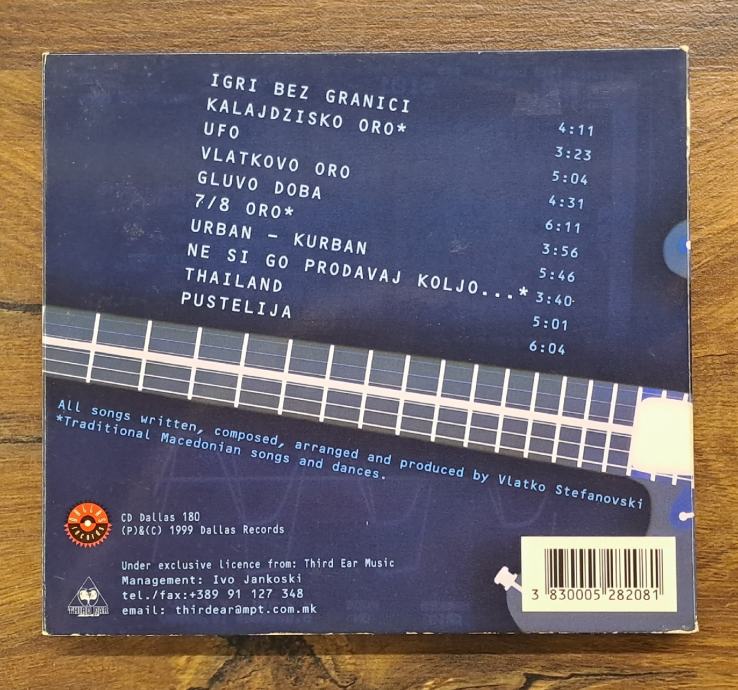 IGRI BEZ GRANICI 4:11
KALAJDZISKO ORO* 3:23
UFO 5:04
VLATKOVO ORO 4:31
GLUVO DOBA 6:11
7/8 ORO* 3:56
URBAN – KURBAN 5:46
NE SI GO PRODAVAJ KOLJO...* 3:40
THAILAND 5:01
PUSTELIJA 6:04
All songs written, composed, arranged and produced by Vlatko Stefanovski
*Traditional Macedonian songs and dances.
DALLAS
records
CD Dallas 180
(P)&(C) 1999 Dallas Records
Under exclusive licence from: Third Ear Music
Management: Ivo Jankoski
tel./fax:+389 91 127 348
email: thirdear@mpt.com.mk
THIRD EAR
3 830005 282081